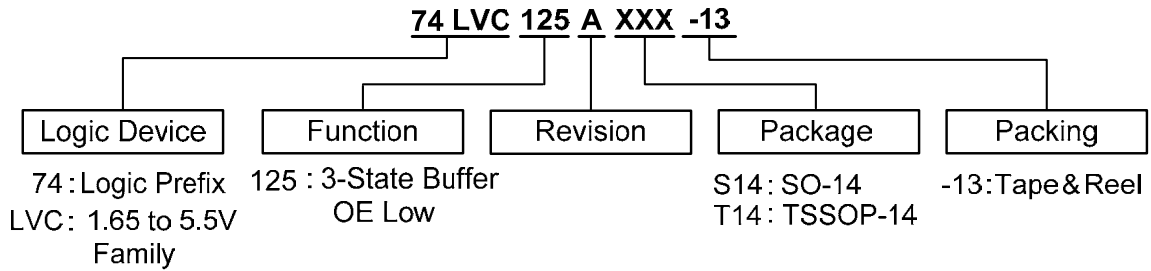 74 LVC 125 A XXX -13
Logic Device
Function
Revision
Package
Packing
74 : Logic Prefix
LVC : 1.65 to 5.5V
Family
125 : 3-State Buffer
OE Low
S14 : SO-14
T14 : TSSOP-14
-13 : Tape & Reel